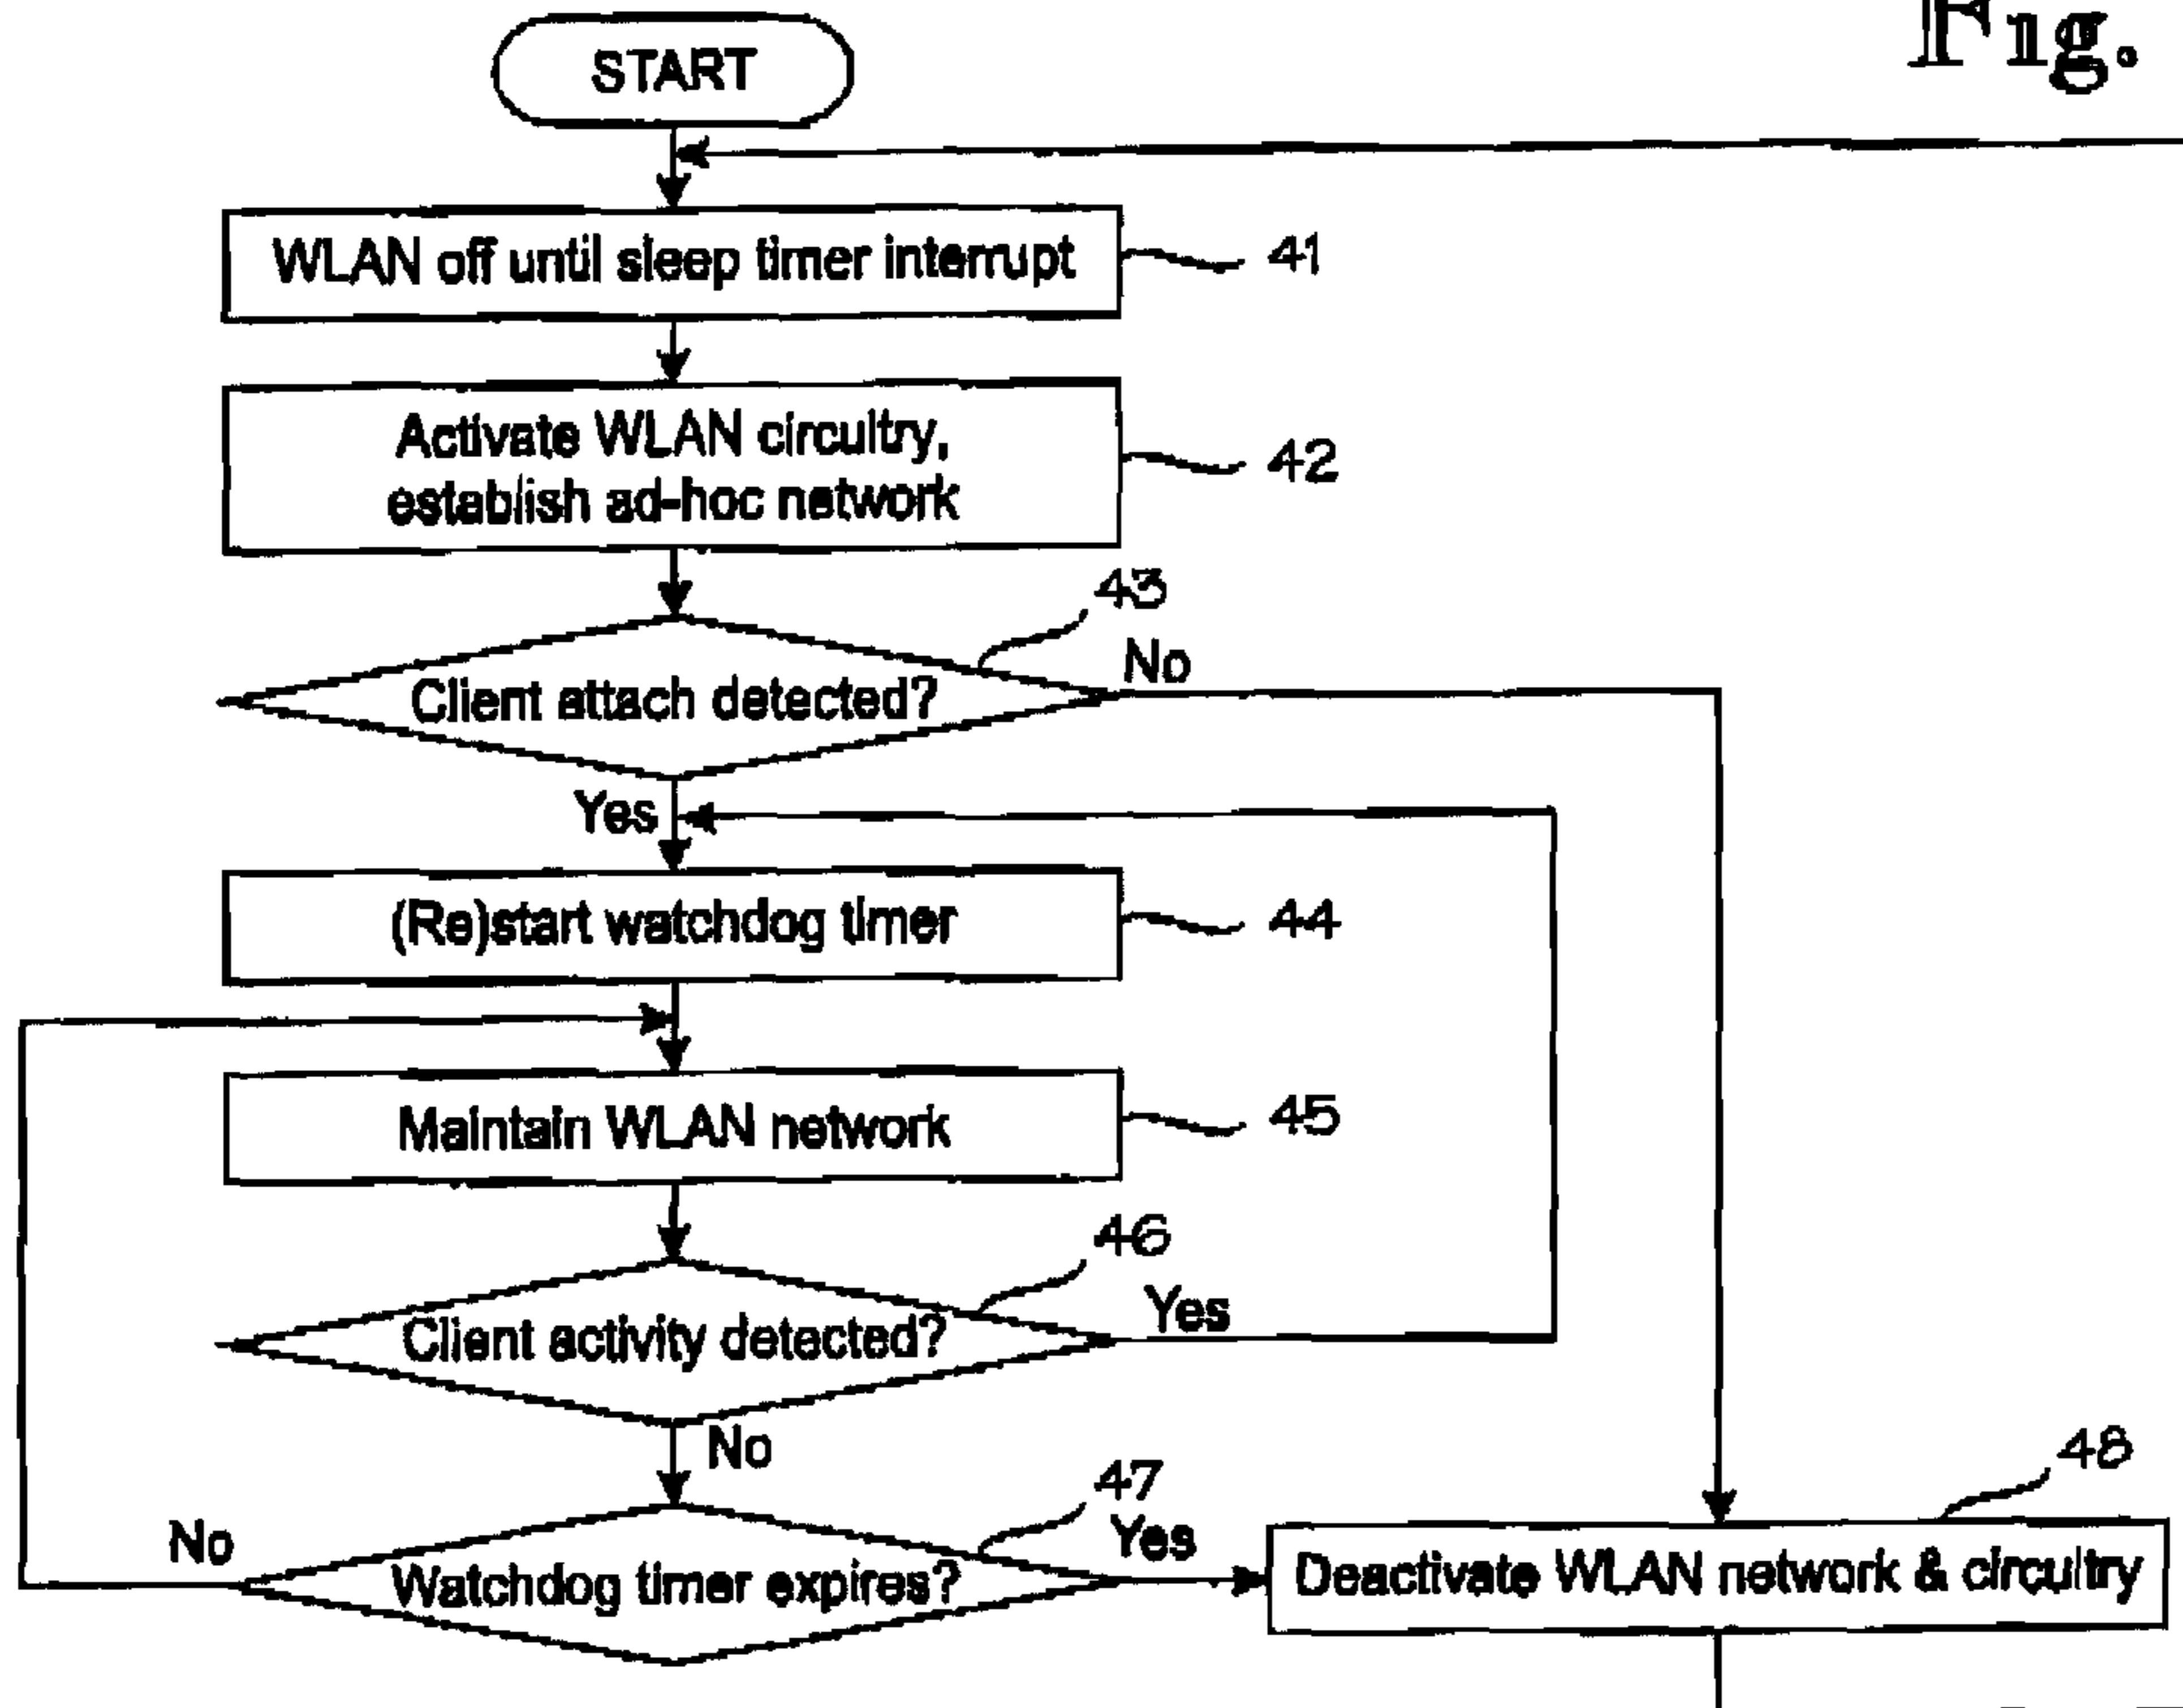 Fig.
START
WLAN off until sleep timer interrupt
41
Activate WLAN circuitry,
establish ad-hoc network
42
43
Client attach detected?
No
Yes
(Re)start watchdog timer
44
Maintain WLAN network
45
46
Client activity detected?
Yes
No
47
48
No
Watchdog timer expires?
Yes
Deactivate WLAN network & circuitry